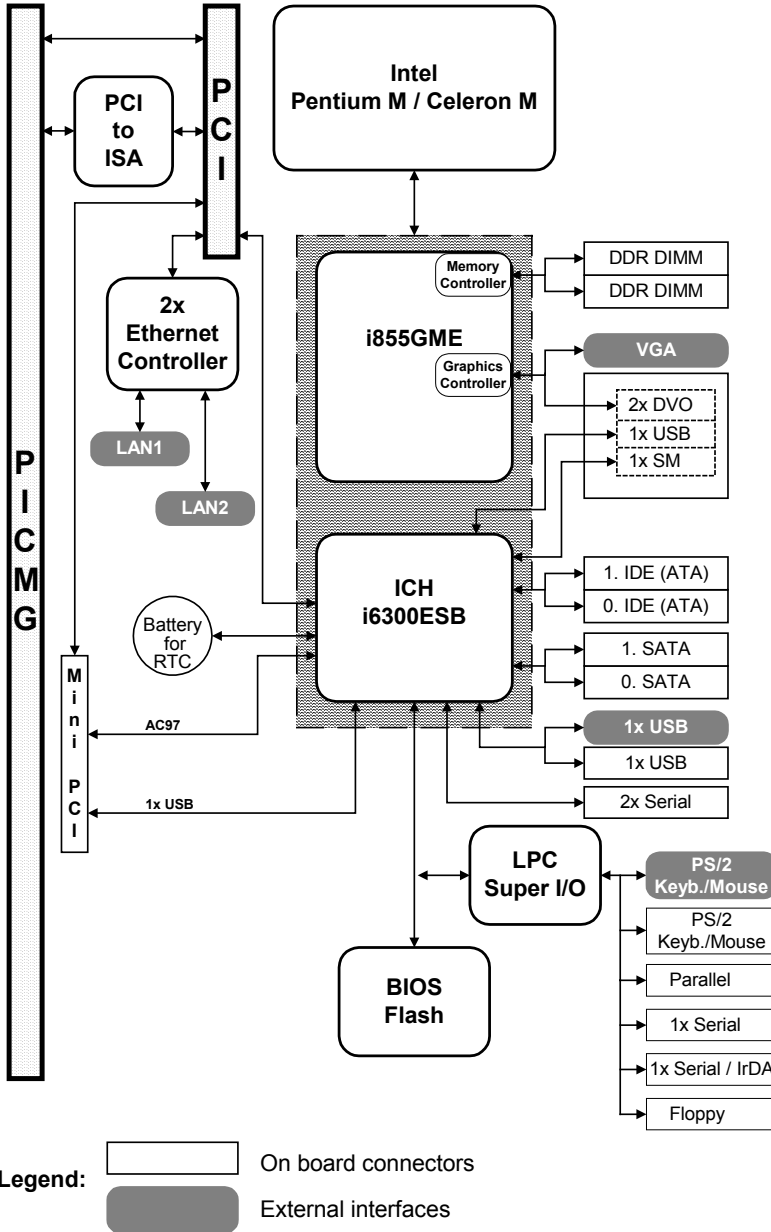 Intel
Pentium M / Celeron M
PCI
PCI
to
ISA
Memory
Controller
DDR DIMM
DDR DIMM
2x
Ethernet
Controller
i855GME
VGA
Graphics
Controller
2x DVO
1x USB
1x SM
LAN1
LAN2
PICMG
ICH
i6300ESB
1. IDE (ATA)
0. IDE (ATA)
Battery
for
RTC
1. SATA
0. SATA
Mini PCI
AC97
1x USB
1x USB
1x USB
2x Serial
LPC
Super I/O
PS/2
Keyb./Mouse
PS/2
Keyb./Mouse
Parallel
BIOS
Flash
1x Serial
1x Serial / IrDA
Floppy
Legend:
On board connectors
External interfaces